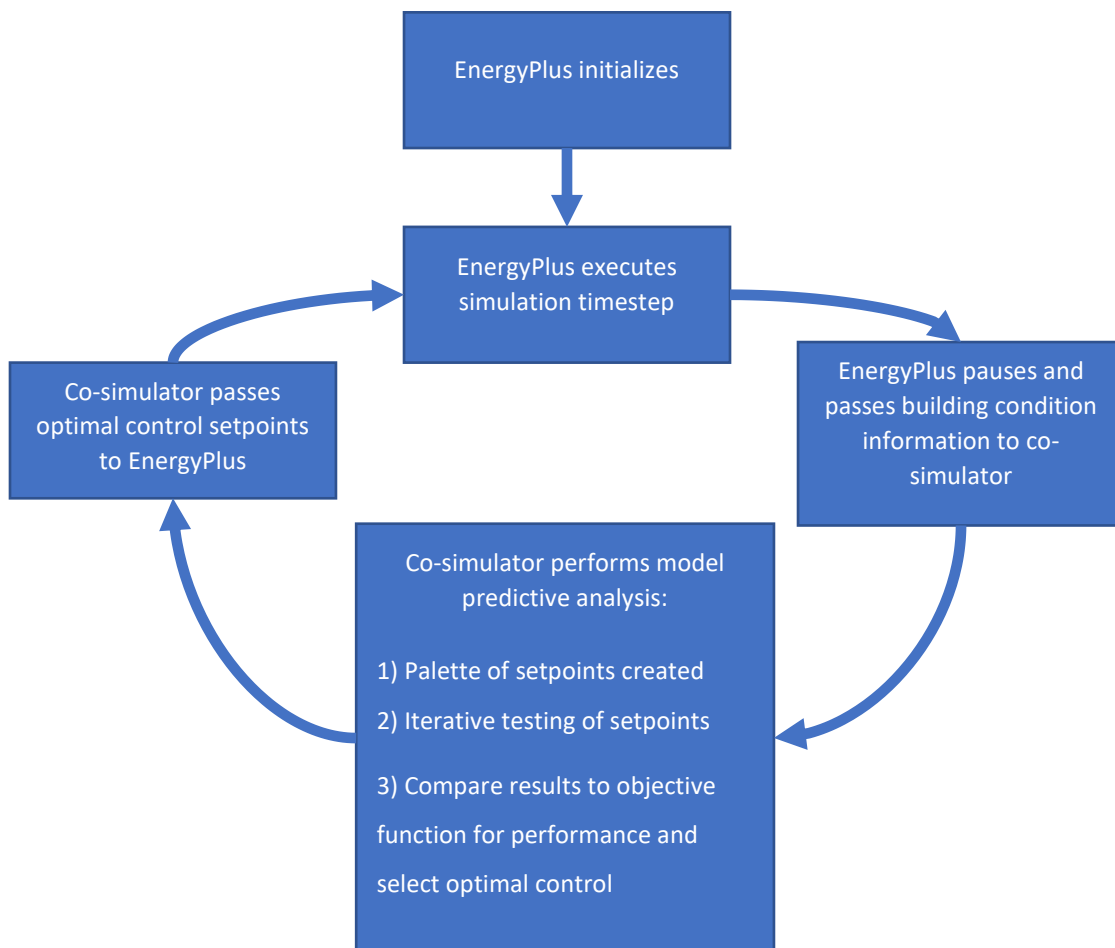 EnergyPlus initializes
EnergyPlus executes
simulation timestep
EnergyPlus pauses and
passes building condition
information to co-
simulator
Co-simulator performs model
predictive analysis:
1) Palette of setpoints created
2) Iterative testing of setpoints
3) Compare results to objective
function for performance and
select optimal control
Co-simulator passes
optimal control setpoints
to EnergyPlus